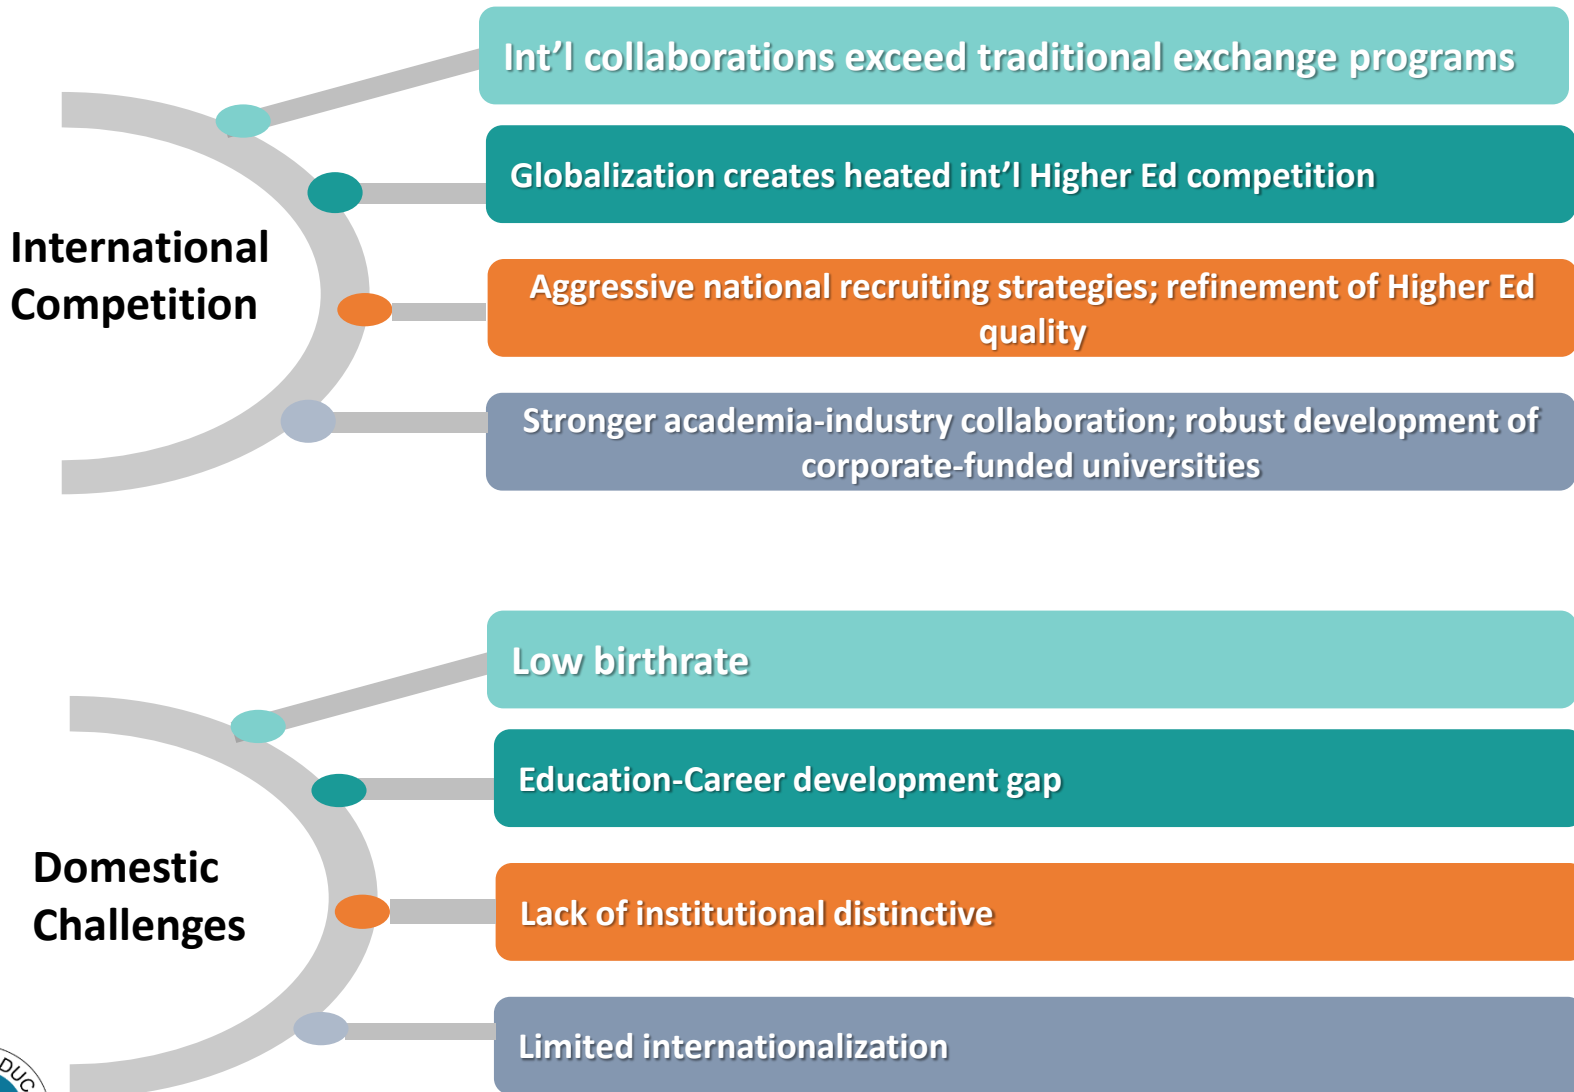 Int’l collaborations exceed traditional exchange programs
Globalization creates heated int’l Higher Ed competition
International
Competition
Aggressive national recruiting strategies; refinement of Higher Ed
quality
Stronger academia-industry collaboration; robust development of
corporate-funded universities
Low birthrate
Education-Career development gap
Domestic
Challenges
Lack of institutional distinctive
Limited internationalization